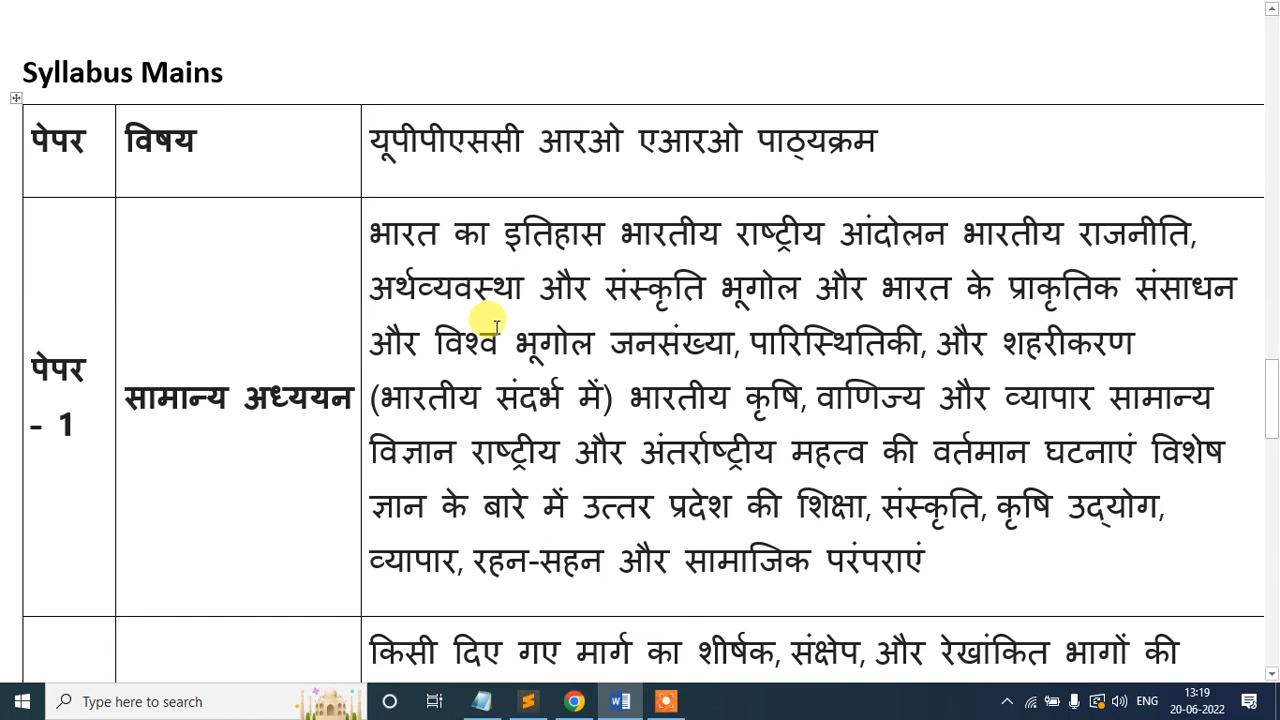 Syllabus Mains
पेपर विषय यूपीपीएससी आरओ एआरओ पाठ्यक्रम
भारत का इतिहास भारतीय राष्ट्रीय आंदोलन भारतीय राजनीति,
अर्थव्यवस्था और संस्कृति भूगोल और भारत के प्राकृतिक संसाधन
और विश्व भूगोल जनसंख्या, पारिस्थितिकी, और शहरीकरण
पेपर
- 1
सामान्य अध्ययन
(भारतीय संदर्भ में) भारतीय कृषि, वाणिज्य और व्यापार सामान्य
विज्ञान राष्ट्रीय और अंतर्राष्ट्रीय महत्व की वर्तमान घटनाएं विशेष
ज्ञान के बारे में उत्तर प्रदेश की शिक्षा, संस्कृति, कृषि उद्योग,
व्यापार, रहन-सहन और सामाजिक परंपराएं
किसी दिए गए मार्ग का शीर्षक, संक्षेप, और रेखांकित भागों की
Type here to search
ENG
13:19
20-06-2022